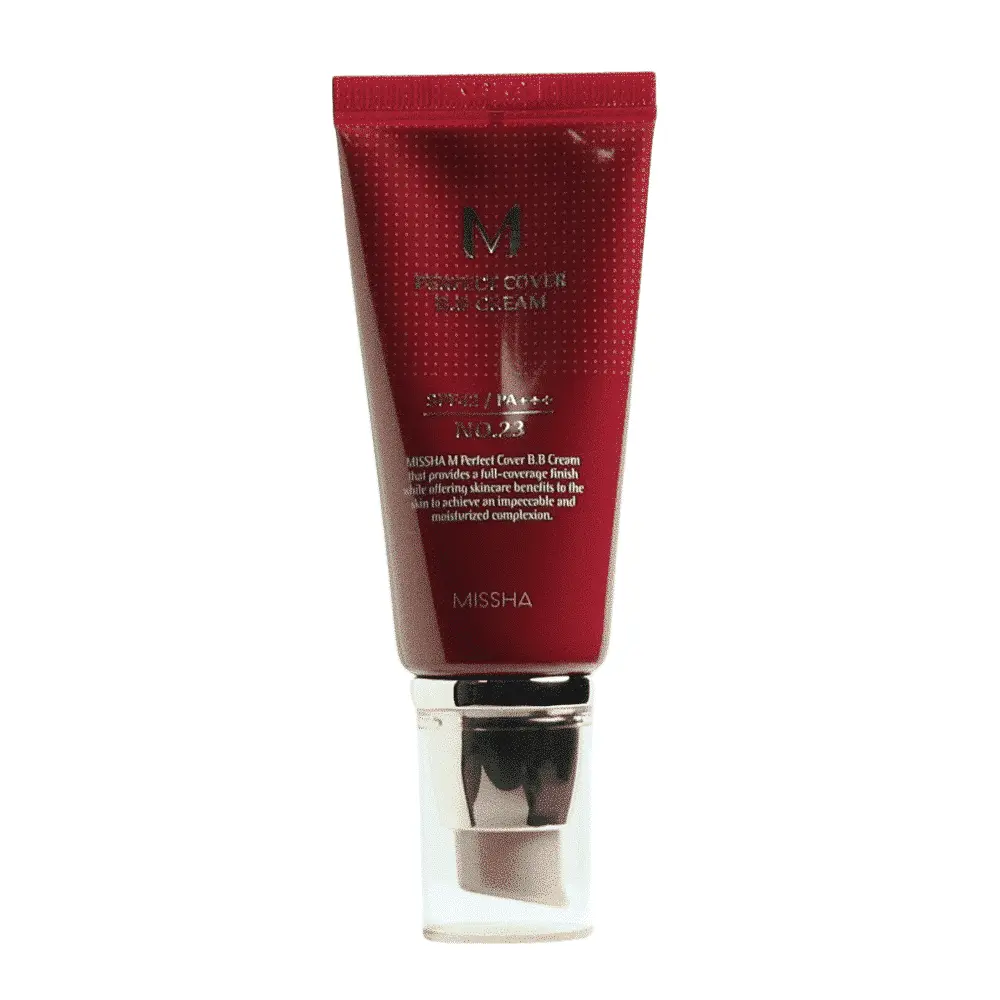 M
PERFECT COVER
B.B CREAM
SPF42 / PA+++
NO.23
MISSHA M Perfect Cover B.B Cream
that provides a full-coverage finish
while offering skincare benefits to the
skin to achieve an impeccable and
moisturized complexion.
MISSHA